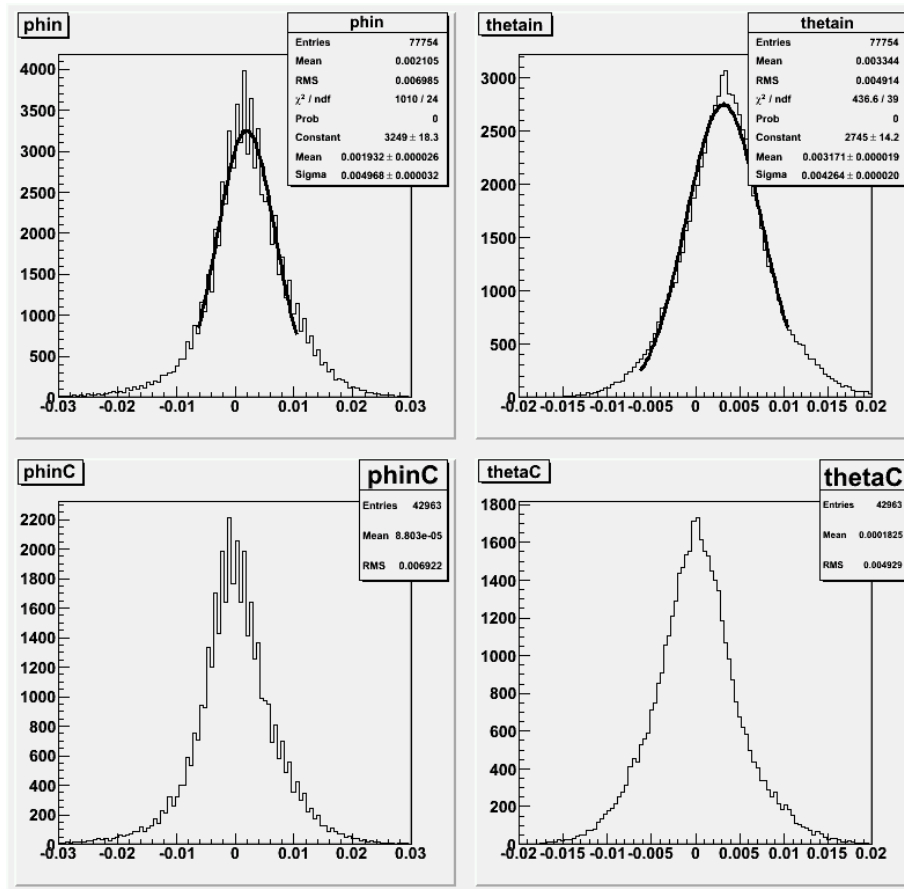 phin
phin
Entries 77754
Mean 0.002105
RMS 0.006985
χ² / ndf 1010 / 24
Prob 0
Constant 3249 ± 18.3
Mean 0.001932 ± 0.000026
Sigma 0.004968 ± 0.000032
4000
3500
3000
2500
2000
1500
1000
500
0
-0.03 -0.02 -0.01 0 0.01 0.02 0.03
thetain
thetain
Entries 77754
Mean 0.003344
RMS 0.004914
χ² / ndf 436.6 / 39
Prob 0
Constant 2745 ± 14.2
Mean 0.003171 ± 0.000019
Sigma 0.004264 ± 0.000020
3000
2500
2000
1500
1000
500
0
-0.02 -0.015 -0.01 -0.005 0 0.005 0.01 0.015 0.02
phinC
phinC
Entries 42963
Mean 8.803e-05
RMS 0.006922
2200
2000
1800
1600
1400
1200
1000
800
600
400
200
0
-0.03 -0.02 -0.01 0 0.01 0.02 0.03
thetaC
thetaC
Entries 42963
Mean 0.0001825
RMS 0.004929
1800
1600
1400
1200
1000
800
600
400
200
0
-0.02 -0.015 -0.01 -0.005 0 0.005 0.01 0.015 0.02